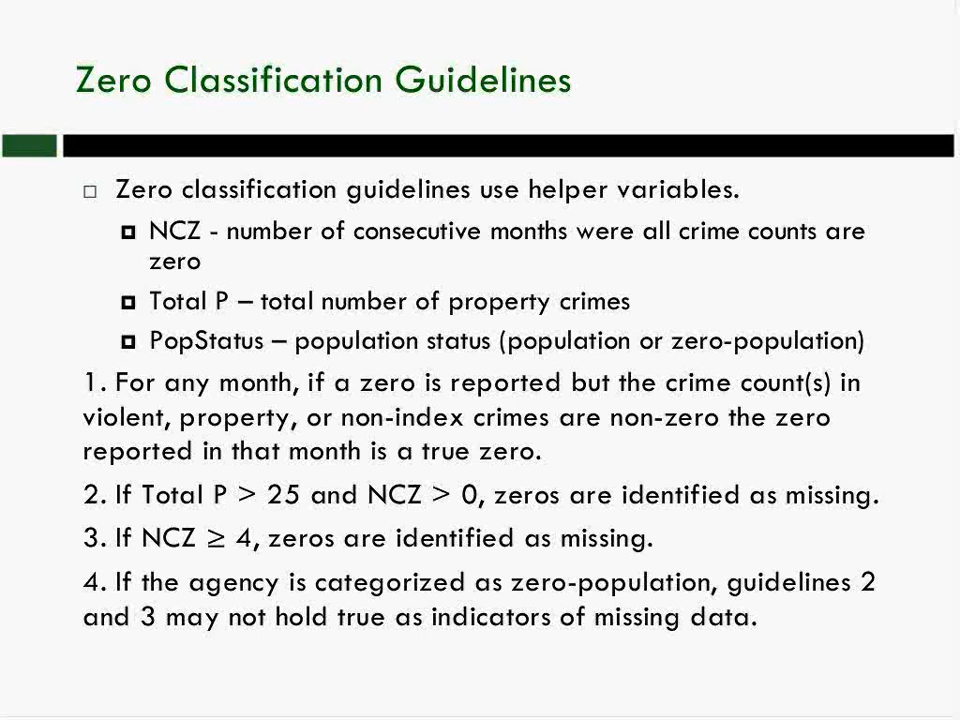 Zero Classification Guidelines
Zero classification guidelines use helper variables.
NCZ - number of consecutive months were all crime counts are
zero
Total P – total number of property crimes
PopStatus – population status (population or zero-population)
1. For any month, if a zero is reported but the crime count(s) in
violent, property, or non-index crimes are non-zero the zero
reported in that month is a true zero.
2. If Total P > 25 and NCZ > 0, zeros are identified as missing.
3. If NCZ ≥ 4, zeros are identified as missing.
4. If the agency is categorized as zero-population, guidelines 2
and 3 may not hold true as indicators of missing data.